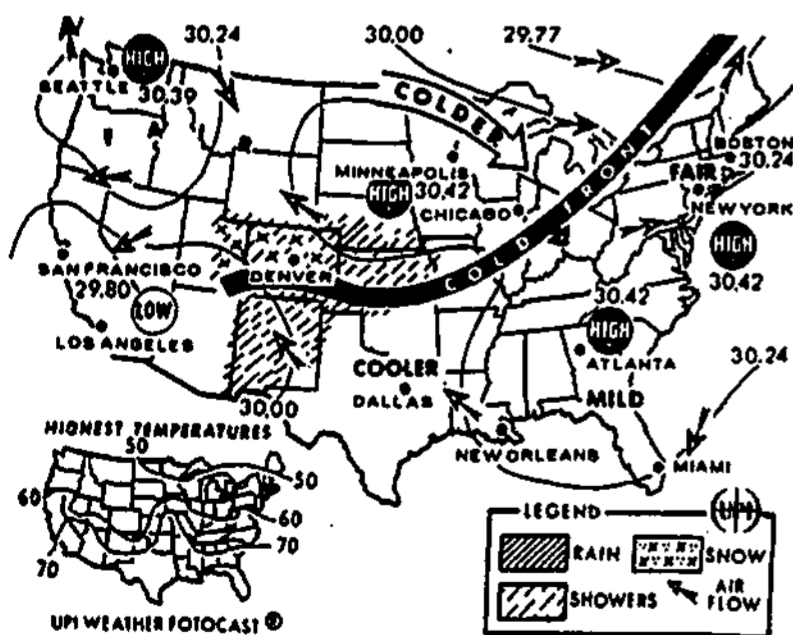 30.24
30.00
29.77
HIGH
SEATTLE
30.39
COLDER
BOSTON
30.24
MINNEAPOLIS
HIGH
30.42
FAIR
CHICAGO
NEW YORK
COLD FRONT
HIGH
30.42
SAN FRANCISCO
29.80
LOW
DENVER
LOS ANGELES
30.42
HIGH
ATLANTA
COOLER
DALLAS
MILD
30.24
30.00
NEW ORLEANS
MIAMI
HIGHEST TEMPERATURES
50
50
60
60
70
70
UPI WEATHER FOTOCAST ®
LEGEND
UPI
RAIN
SNOW
SHOWERS
AIR
FLOW